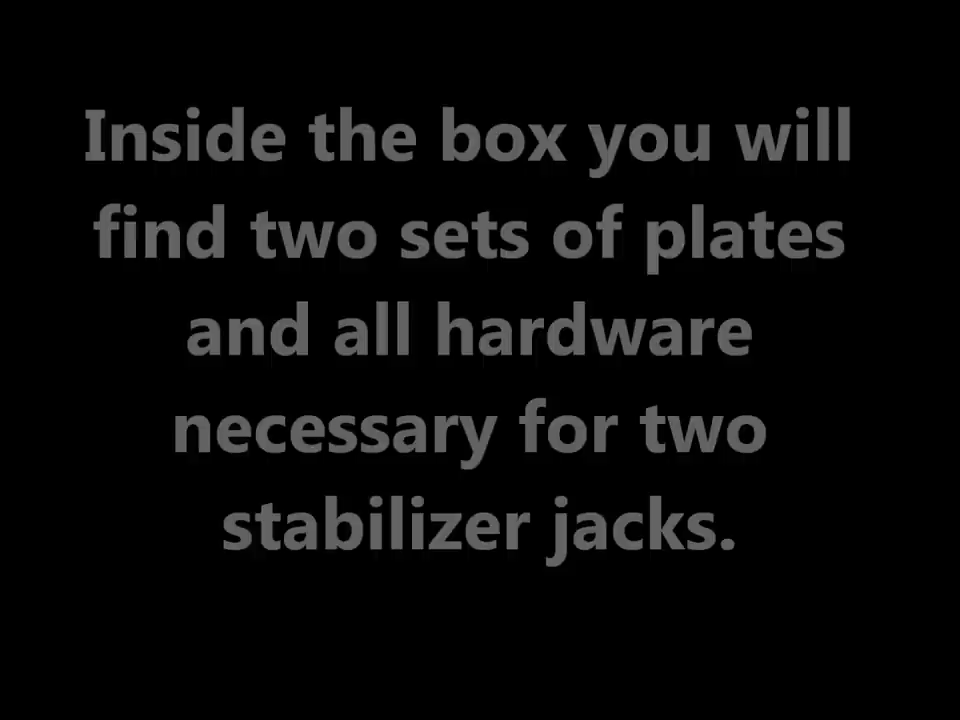 Inside the box you will
find two sets of plates
and all hardware
necessary for two
stabilizer jacks.